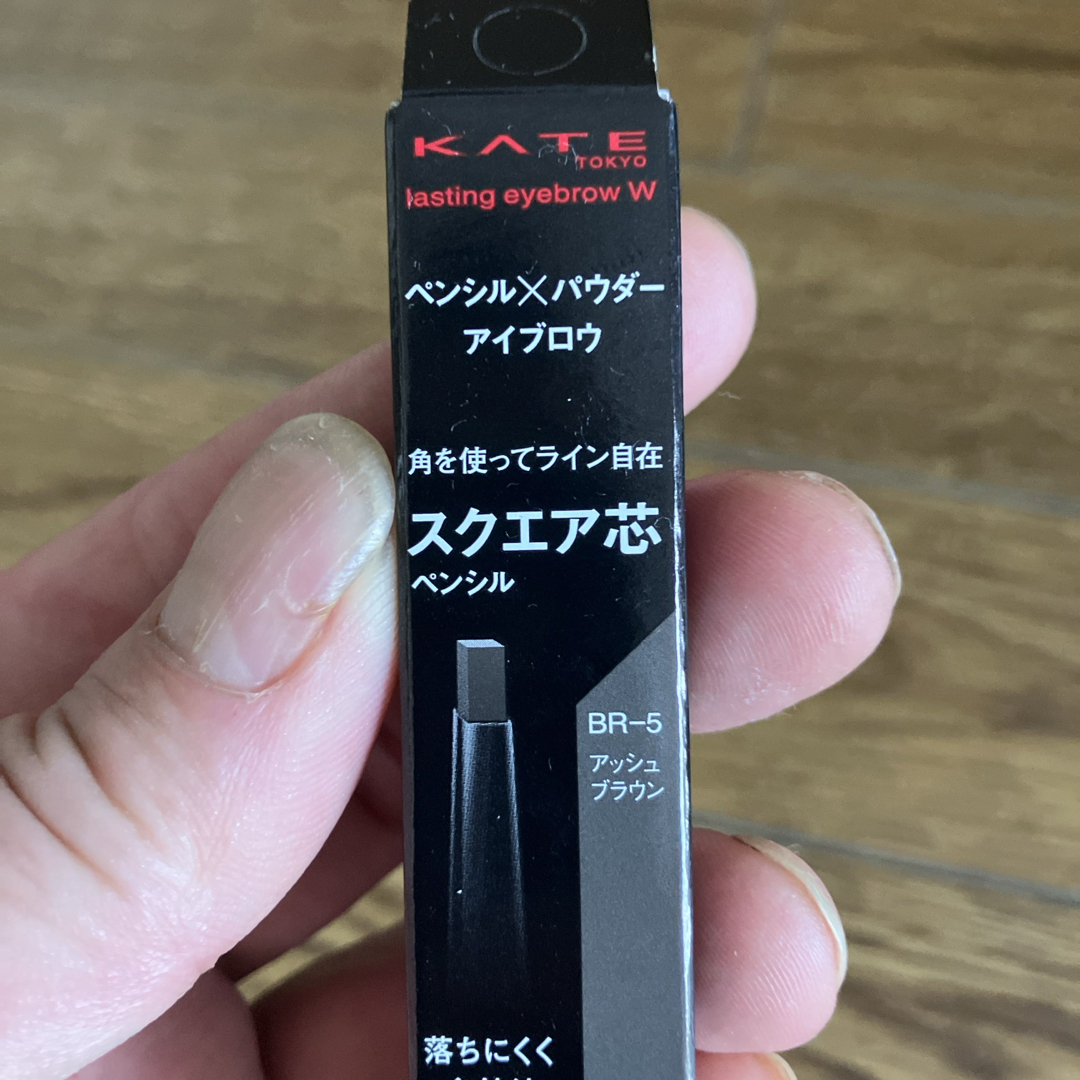 KATE
TOKYO
lasting eyebrow W
ペンシル×パウダー
アイブロウ
角を使ってライン自在
スクエア芯
ペンシル
BR-5
アッシュ
ブラウン
落ちにくく